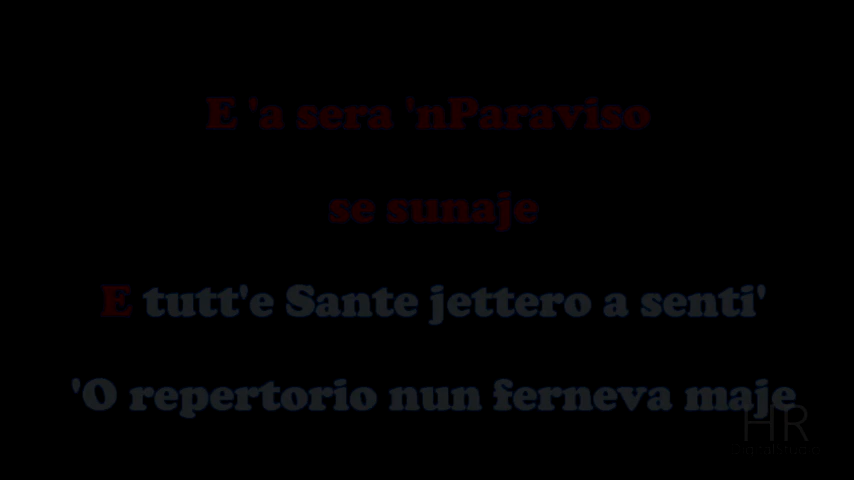 E 'a sera 'nParaviso
se sunaje
E tutt'e Sante jettero a senti'
'O repertorio nun ferneva maje
HR